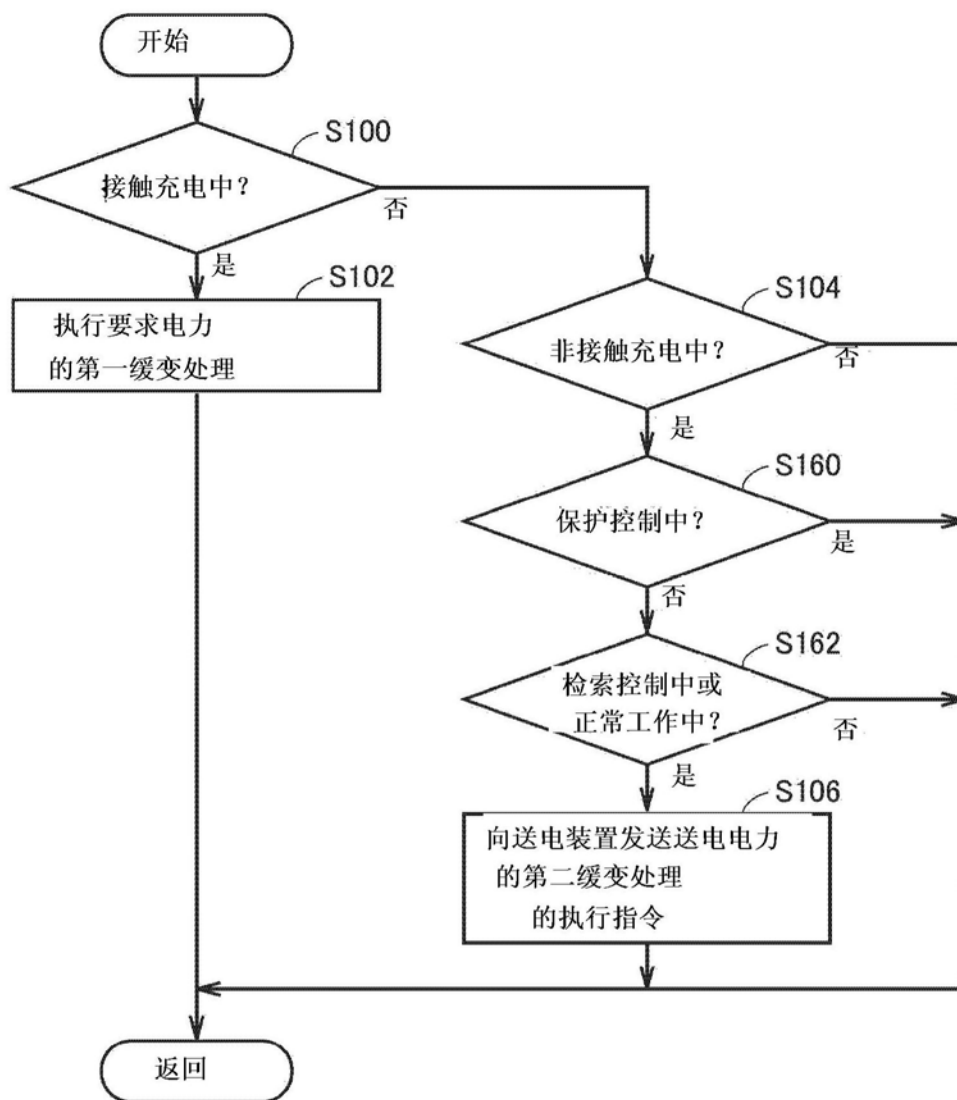 开始
S100
接触充电中？
否
是
S102
执行要求电力
的第一缓变处理
S104
非接触充电中？
否
是
S160
保护控制中？
是
否
S162
检索控制中或
正常工作中？
否
是
S106
向送电装置发送送电电力
的第二缓变处理
的执行指令
返回